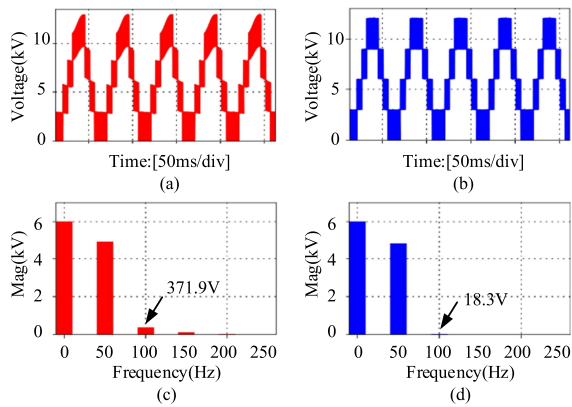 Voltage(kV)
10
5
0
Time:[50ms/div]
(a)
Voltage(kV)
10
5
0
Time:[50ms/div]
(b)
Mag(kV)
6
4
2
0
371.9V
0 50 100 150 200 250
Frequency(Hz)
(c)
Mag(kV)
6
4
2
0
18.3V
0 50 100 150 200 250
Frequency(Hz)
(d)